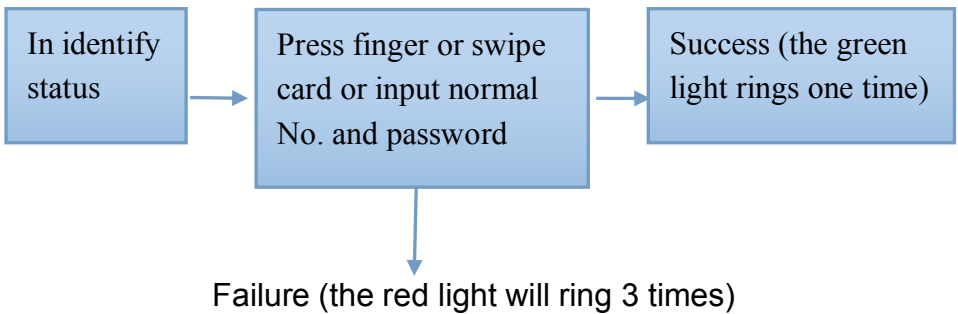 In identify
status
Press finger or swipe
card or input normal
No. and password
Success (the green
light rings one time)
Failure (the red light will ring 3 times)